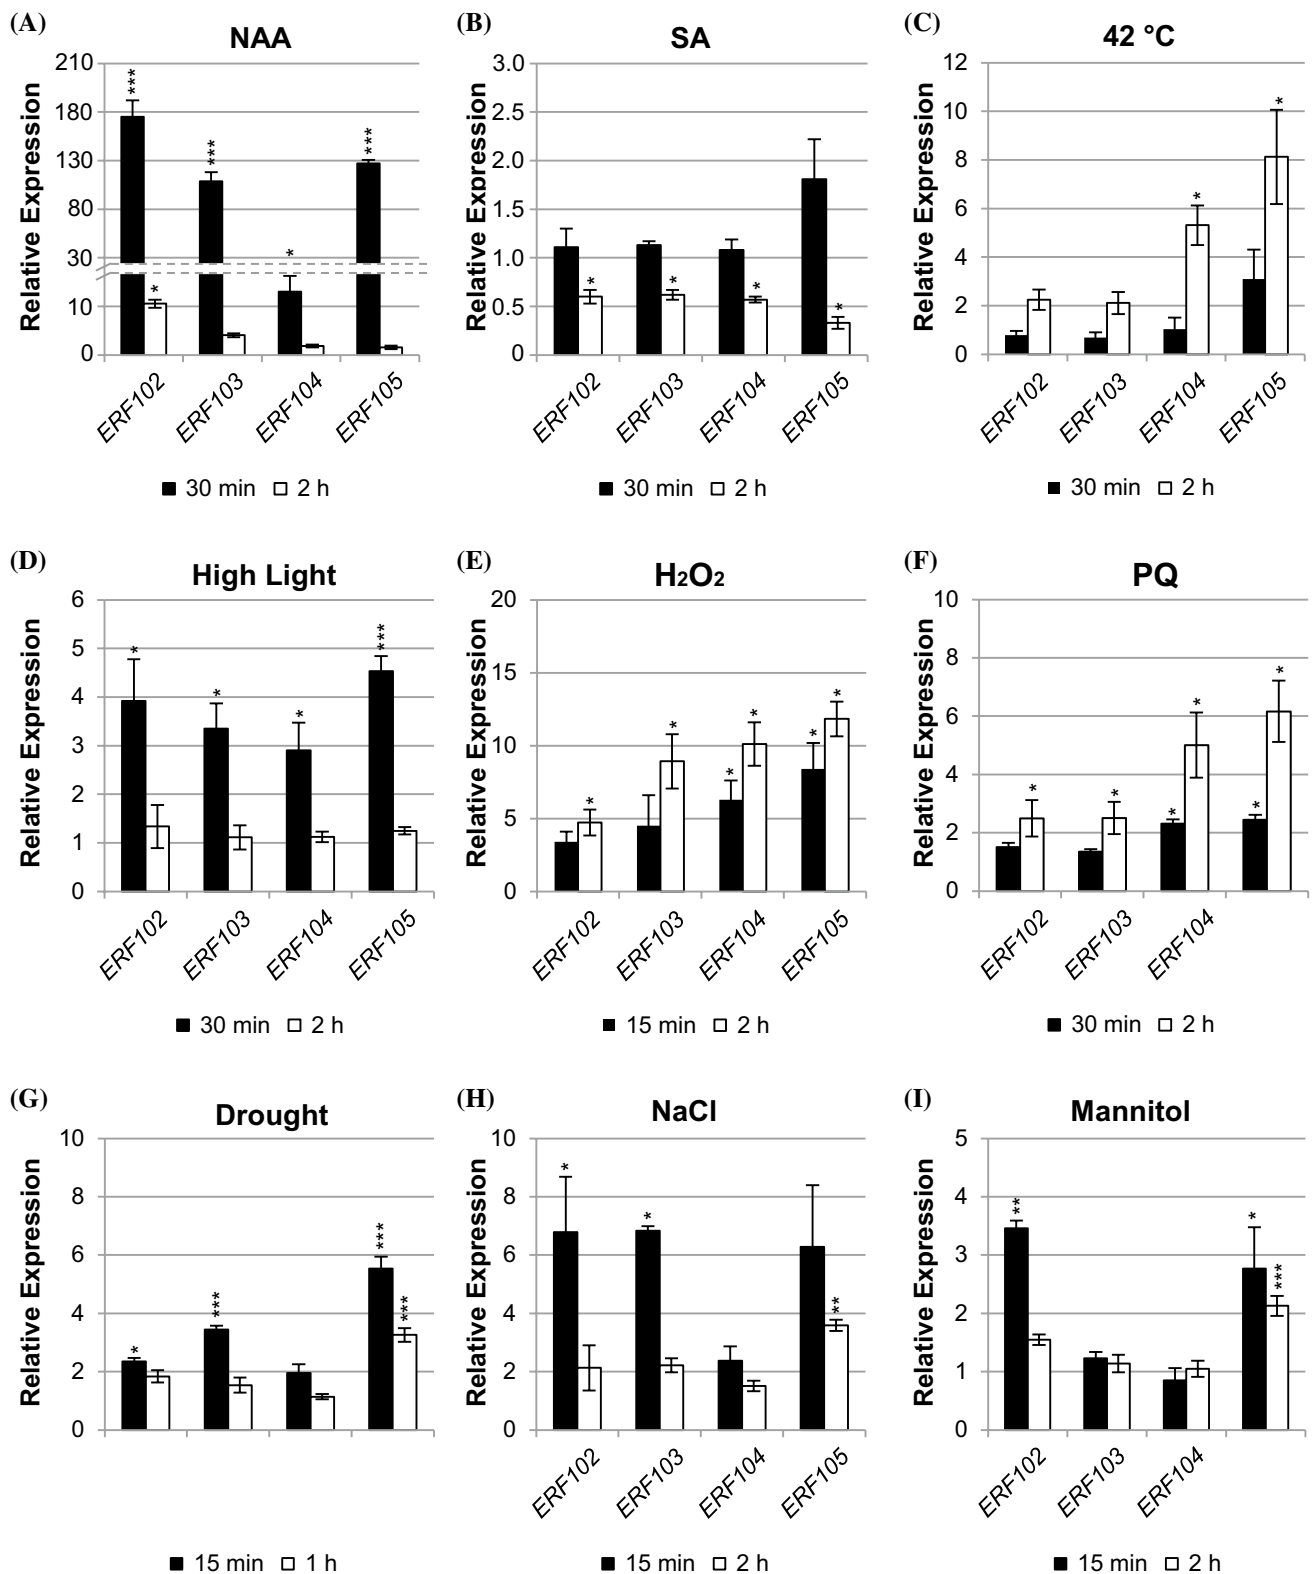 (A)
NAA
Relative Expression
210
180
130
80
30
10
0
***
*
***
*
***
ERF102
ERF103
ERF104
ERF105
■ 30 min □ 2 h
(B)
SA
Relative Expression
3.0
2.5
2.0
1.5
1.0
0.5
0
*
*
*
*
ERF102
ERF103
ERF104
ERF105
■ 30 min □ 2 h
(C)
42 °C
Relative Expression
12
10
8
6
4
2
0
*
*
ERF102
ERF103
ERF104
ERF105
■ 30 min □ 2 h
(D)
High Light
Relative Expression
6
5
4
3
2
1
0
*
*
*
***
ERF102
ERF103
ERF104
ERF105
■ 30 min □ 2 h
(E)
H₂O₂
Relative Expression
20
15
10
5
0
*
*
*
*
*
*
ERF102
ERF103
ERF104
ERF105
■ 15 min □ 2 h
(F)
PQ
Relative Expression
10
8
6
4
2
0
*
*
*
*
*
*
ERF102
ERF103
ERF104
■ 30 min □ 2 h
(G)
Drought
Relative Expression
10
8
6
4
2
0
*
***
***
***
■ 15 min □ 1 h
(H)
NaCl
Relative Expression
10
8
6
4
2
0
*
*
**
ERF102
ERF103
ERF104
ERF105
■ 15 min □ 2 h
(I)
Mannitol
Relative Expression
5
4
3
2
1
0
**
*
***
ERF102
ERF103
ERF104
■ 15 min □ 2 h